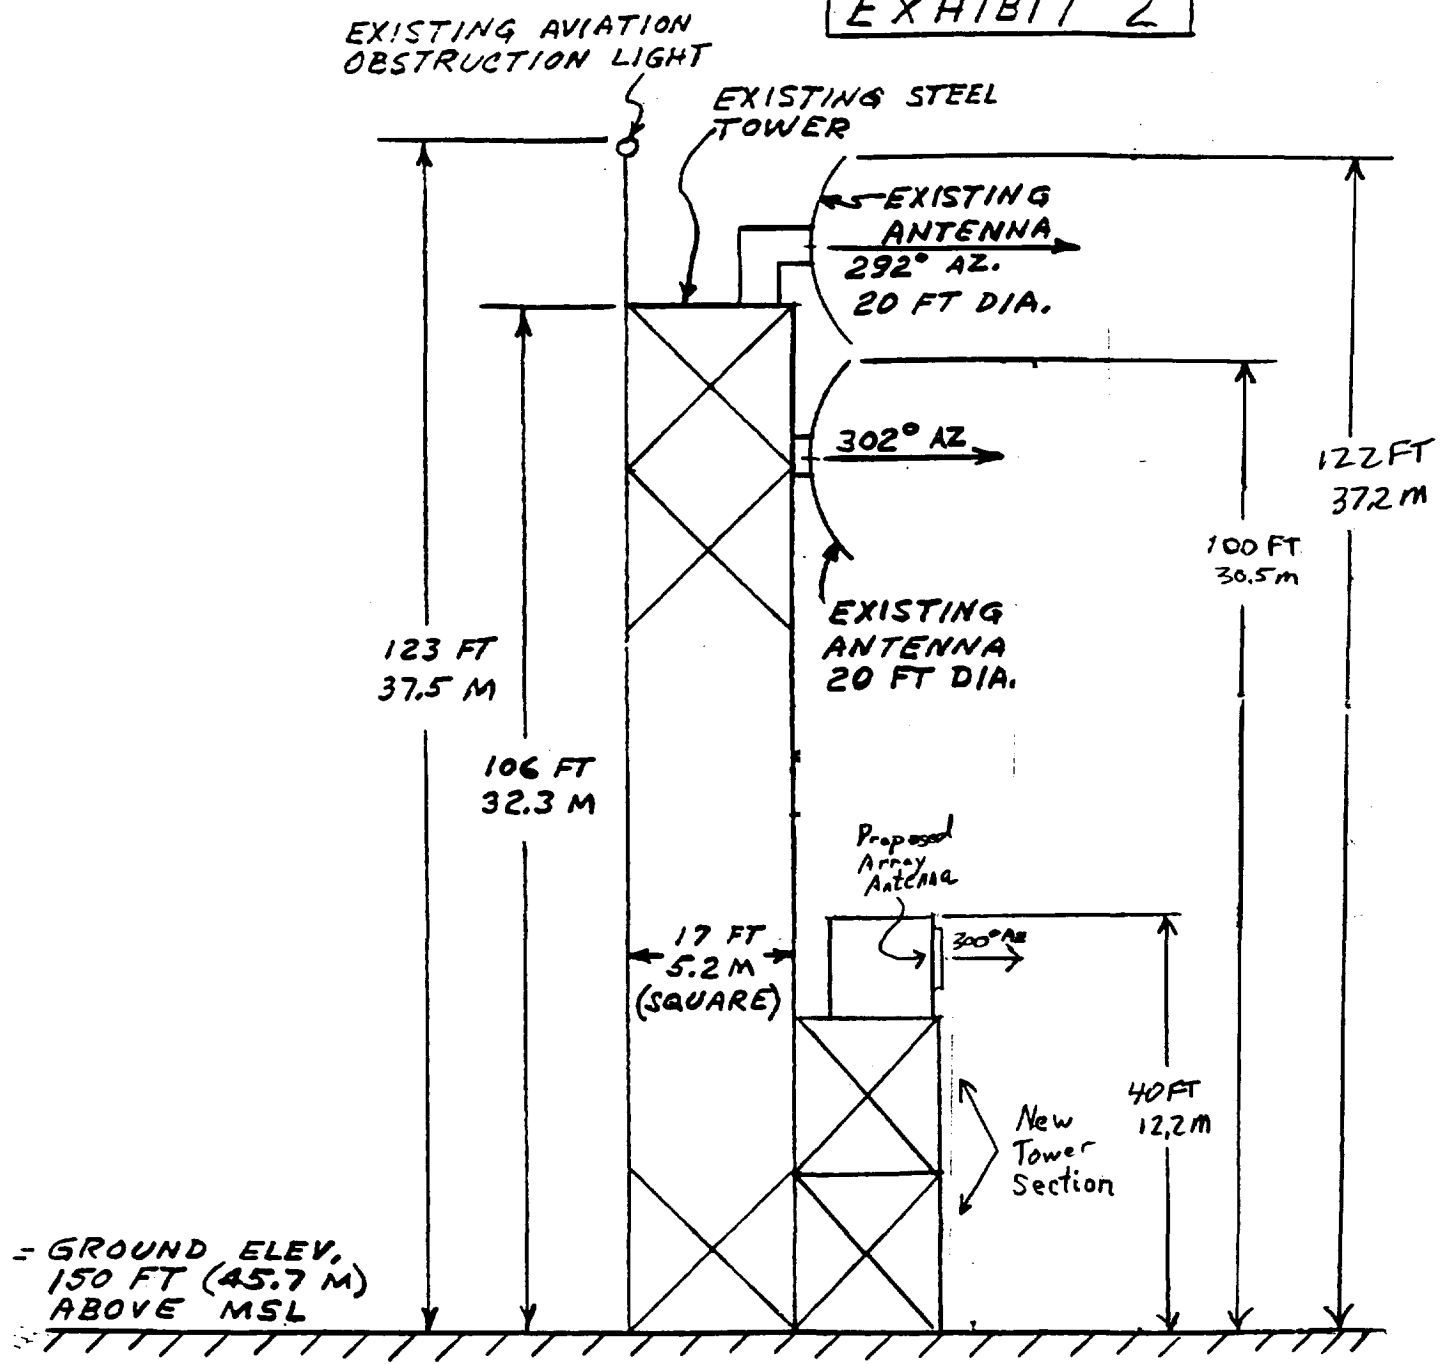 EXHIBIT 2
EXISTING AVIATION
OBSTRUCTION LIGHT
EXISTING STEEL
TOWER
EXISTING
ANTENNA
292° AZ.
20 FT DIA.
302° AZ
122 FT
37.2 M
100 FT
30.5 m
EXISTING
ANTENNA
20 FT DIA.
123 FT
37.5 M
106 FT
32.3 M
Proposed
Array
Antenna
300° AZ
17 FT
5.2 M
(SQUARE)
40 FT
12.2 m
New
Tower
Section
GROUND ELEV.
150 FT (45.7 M)
ABOVE MSL